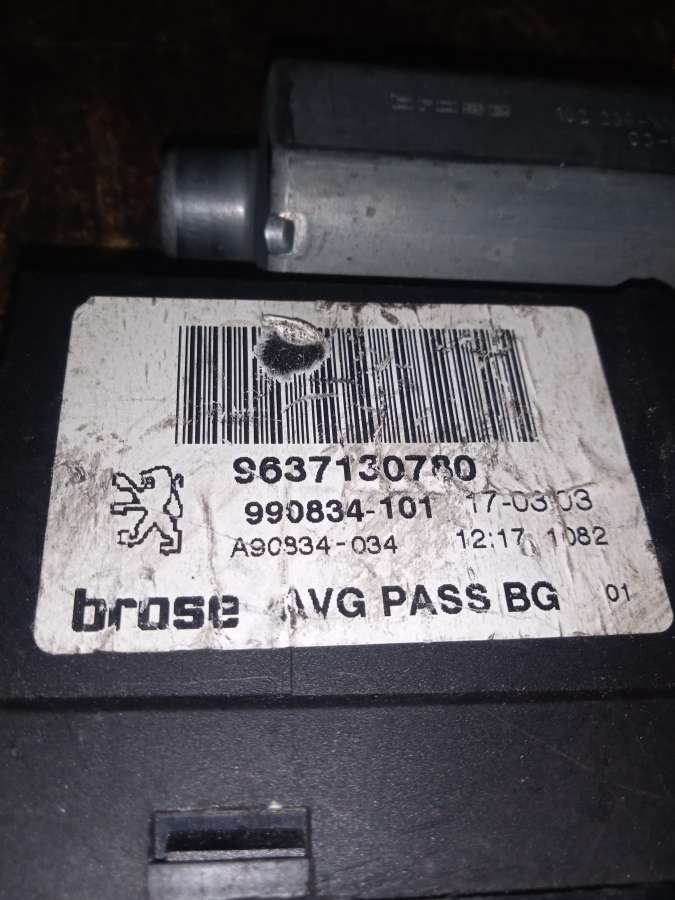 9637130780
990834-101 17-03-03
A90834-034 12:17 1082
brose AVG PASS BG 01